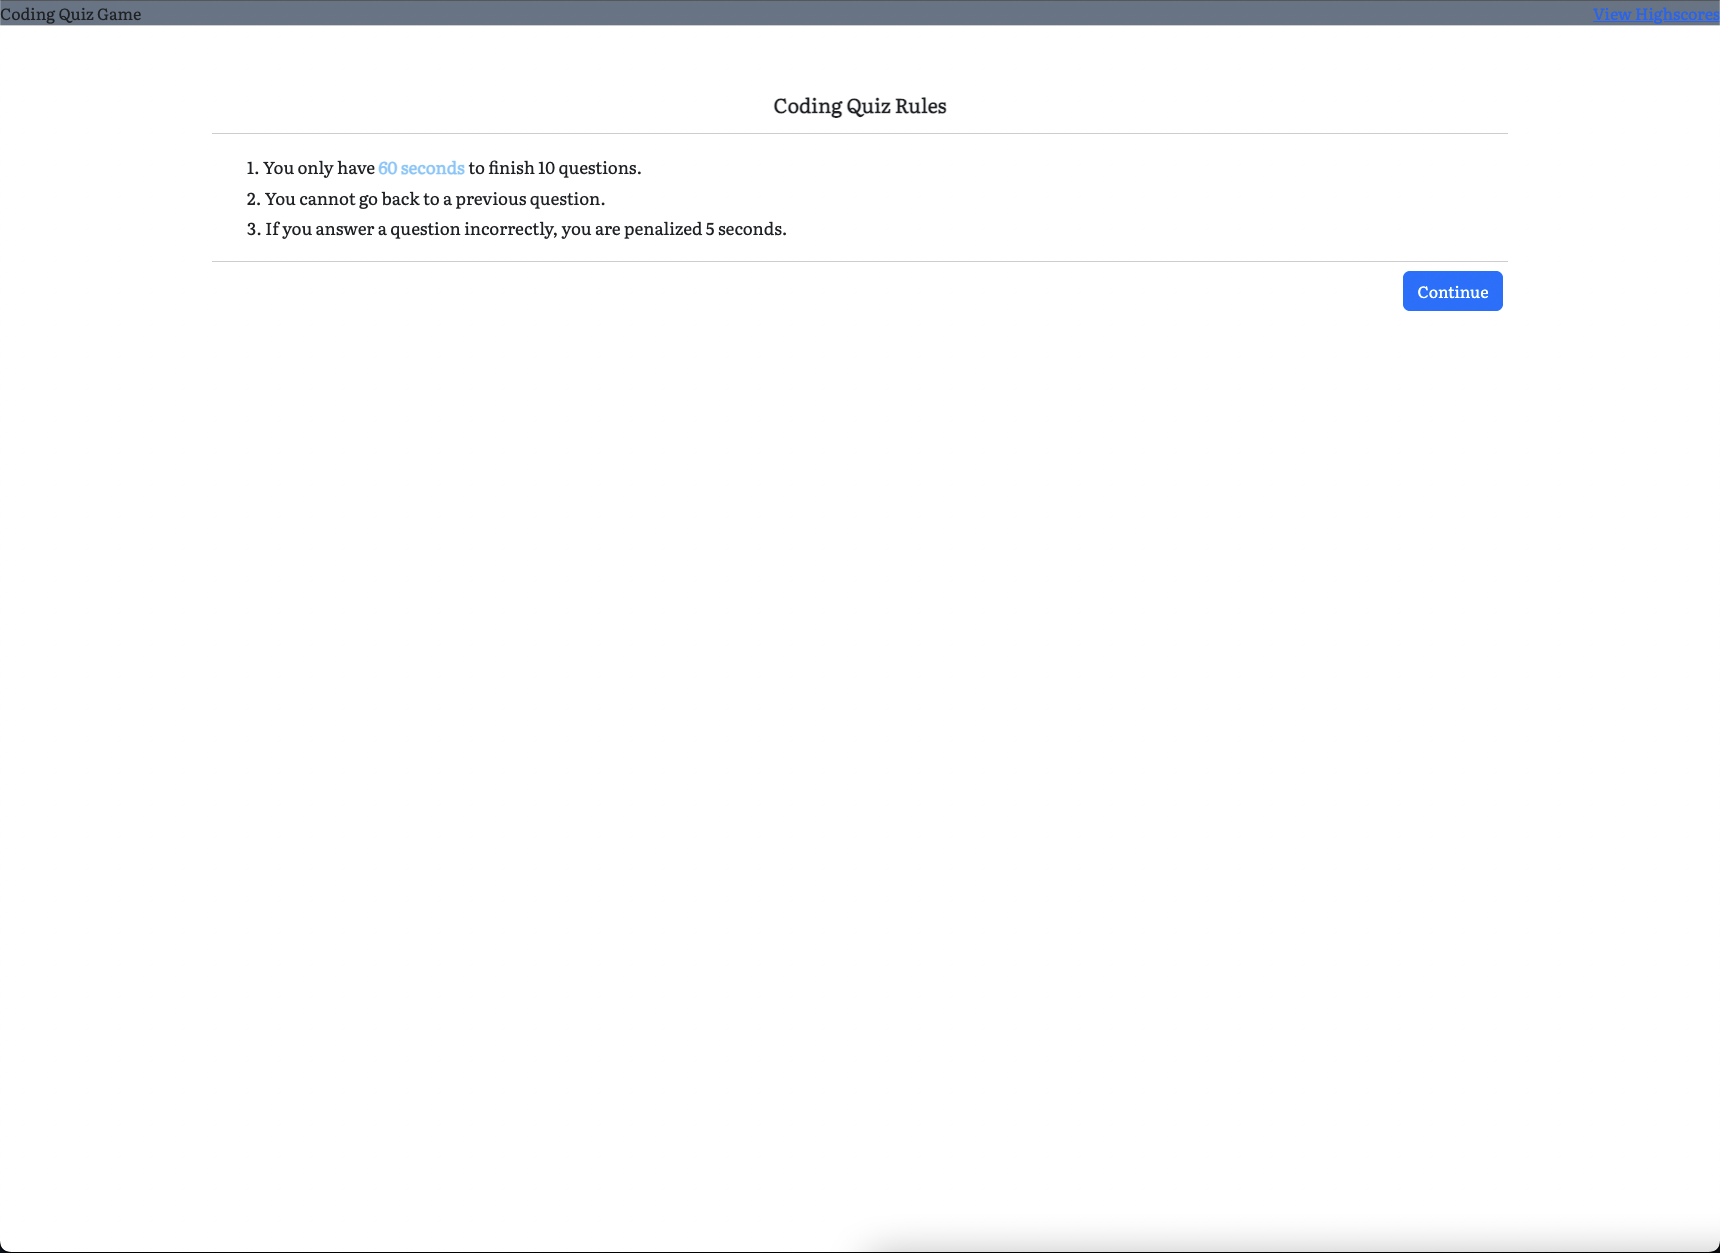 Coding Quiz Game
View Highscores
Coding Quiz Rules
1. You only have 60 seconds to finish 10 questions.
2. You cannot go back to a previous question.
3. If you answer a question incorrectly, you are penalized 5 seconds.
Continue